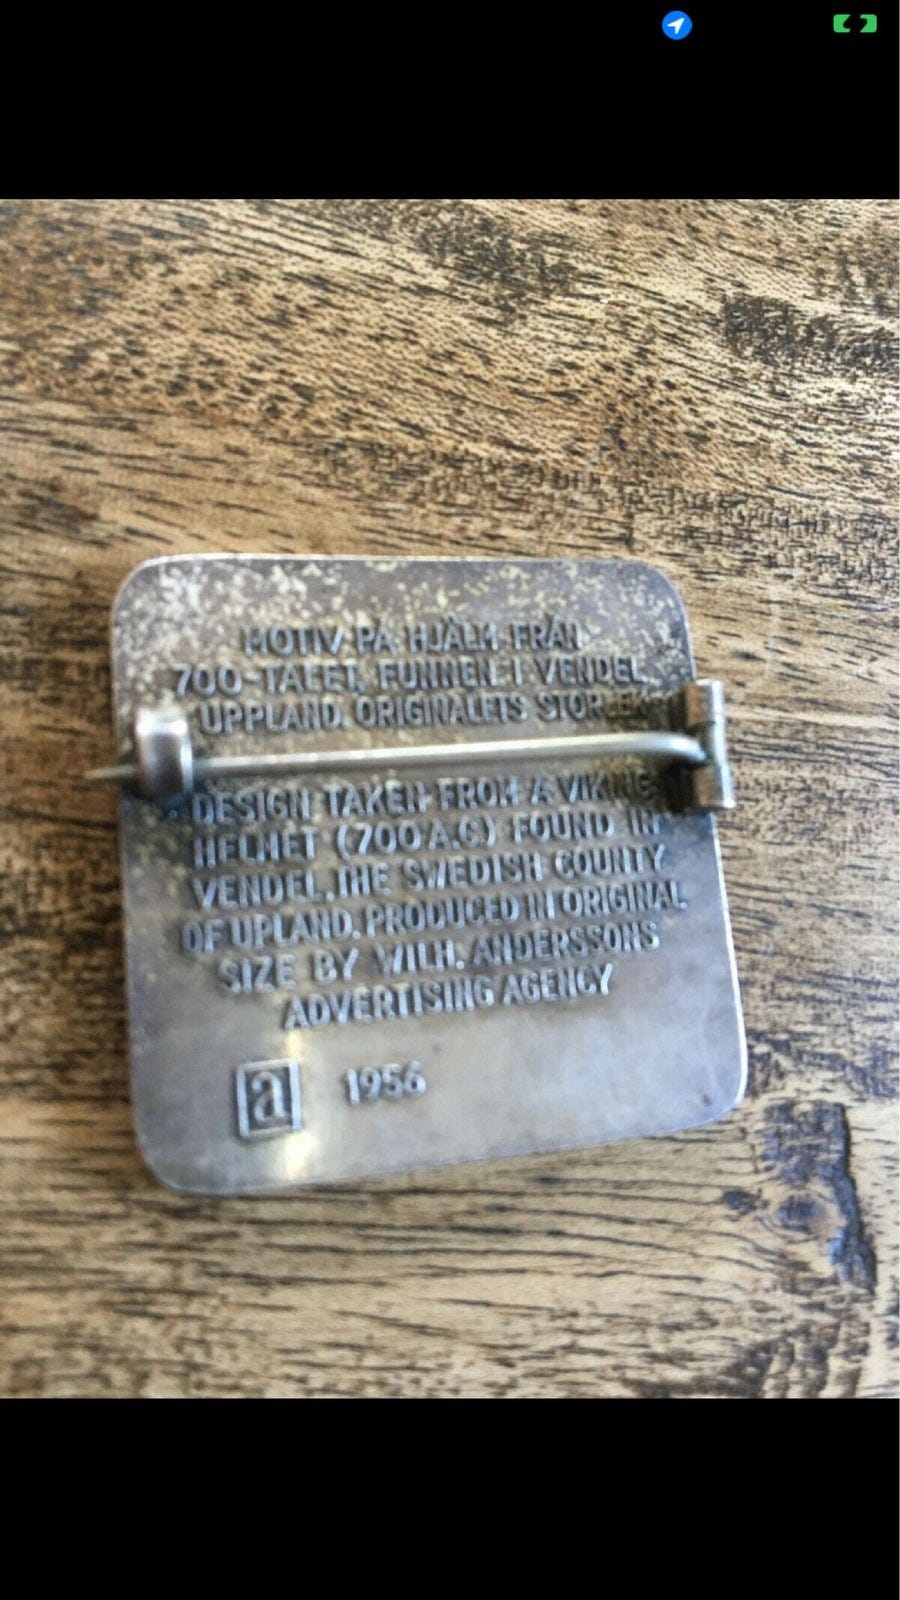 MOTIV PÅ HJÄLM FRÅN
700-TALET, FUNNEN I VENDEL,
UPPLAND. ORIGINALETS STORLEK
DESIGN TAKEN FROM A VIKING
HELMET (700 A.C.) FOUND IN
VENDEL, THE SWEDISH COUNTY
OF UPLAND. PRODUCED IN ORIGINAL
SIZE BY WILH. ANDERSSONS
ADVERTISING AGENCY
a 1956